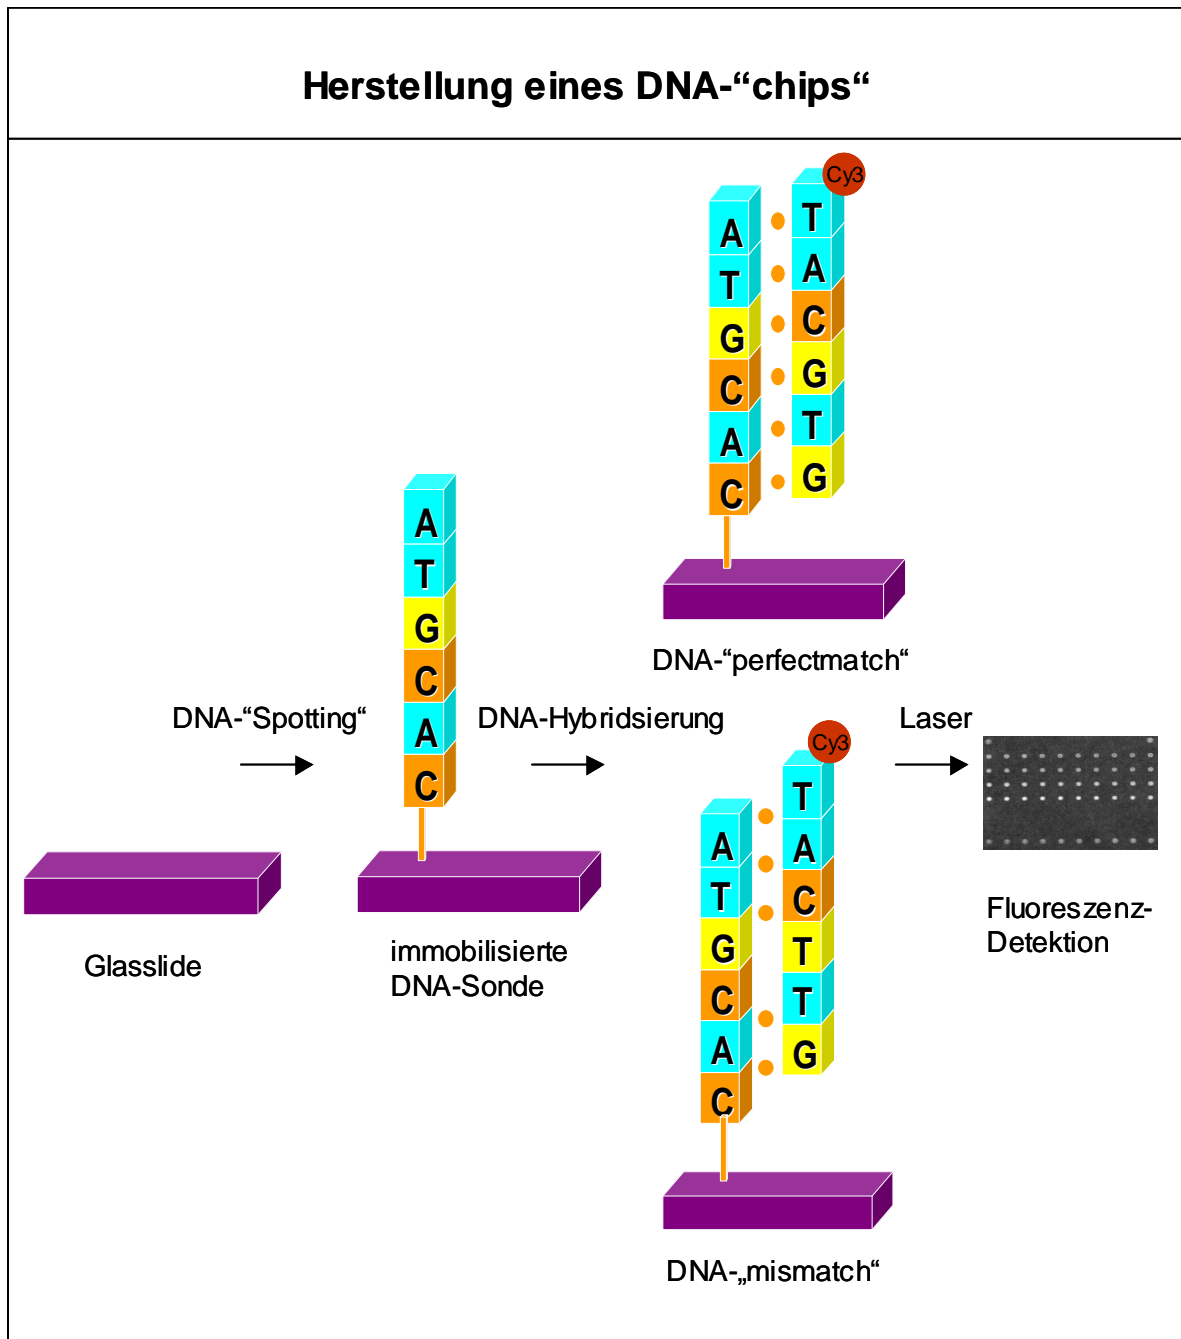 Herstellung eines DNA-“chips“
Cy3
A
T
G
C
A
C
T
A
C
G
T
G
DNA-“perfectmatch“
A
T
G
C
A
C
DNA-“Spotting“
DNA-Hybridsierung
Laser
Cy3
A
T
G
C
A
C
T
A
C
T
T
G
Glasslide
immobilisierte
DNA-Sonde
Fluoreszenz-
Detektion
DNA-„mismatch“